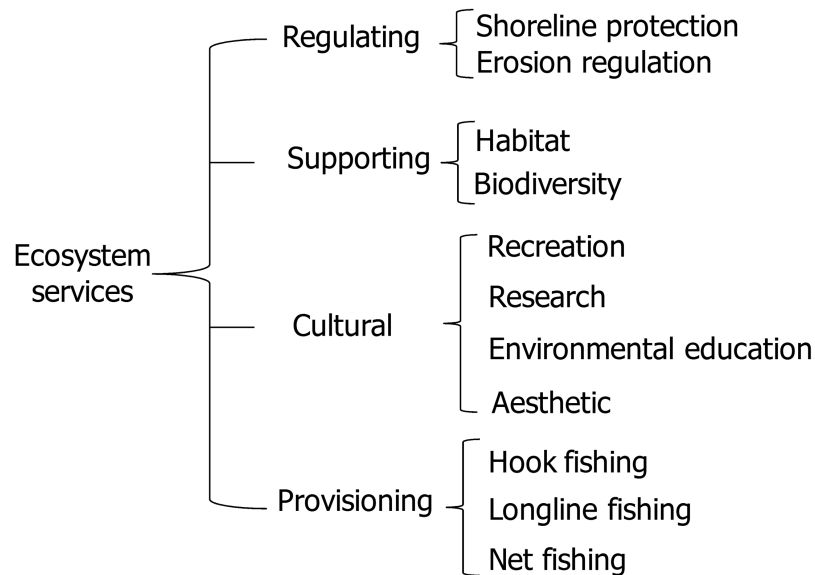 Ecosystem
services
Regulating
Shoreline protection
Erosion regulation
Supporting
Habitat
Biodiversity
Cultural
Recreation
Research
Environmental education
Aesthetic
Provisioning
Hook fishing
Longline fishing
Net fishing